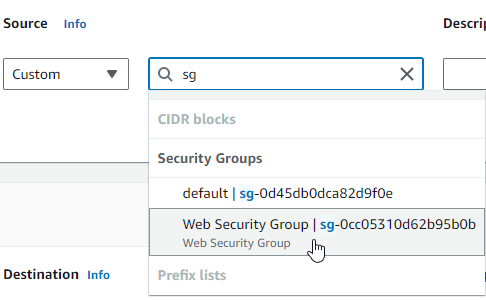 Source Info
Descrip
Custom
sg
CIDR blocks
Security Groups
default | sg-0d45db0dca82d9f0e
Web Security Group | sg-0cc05310d62b95b0b
Web Security Group
Destination Info
Prefix lists